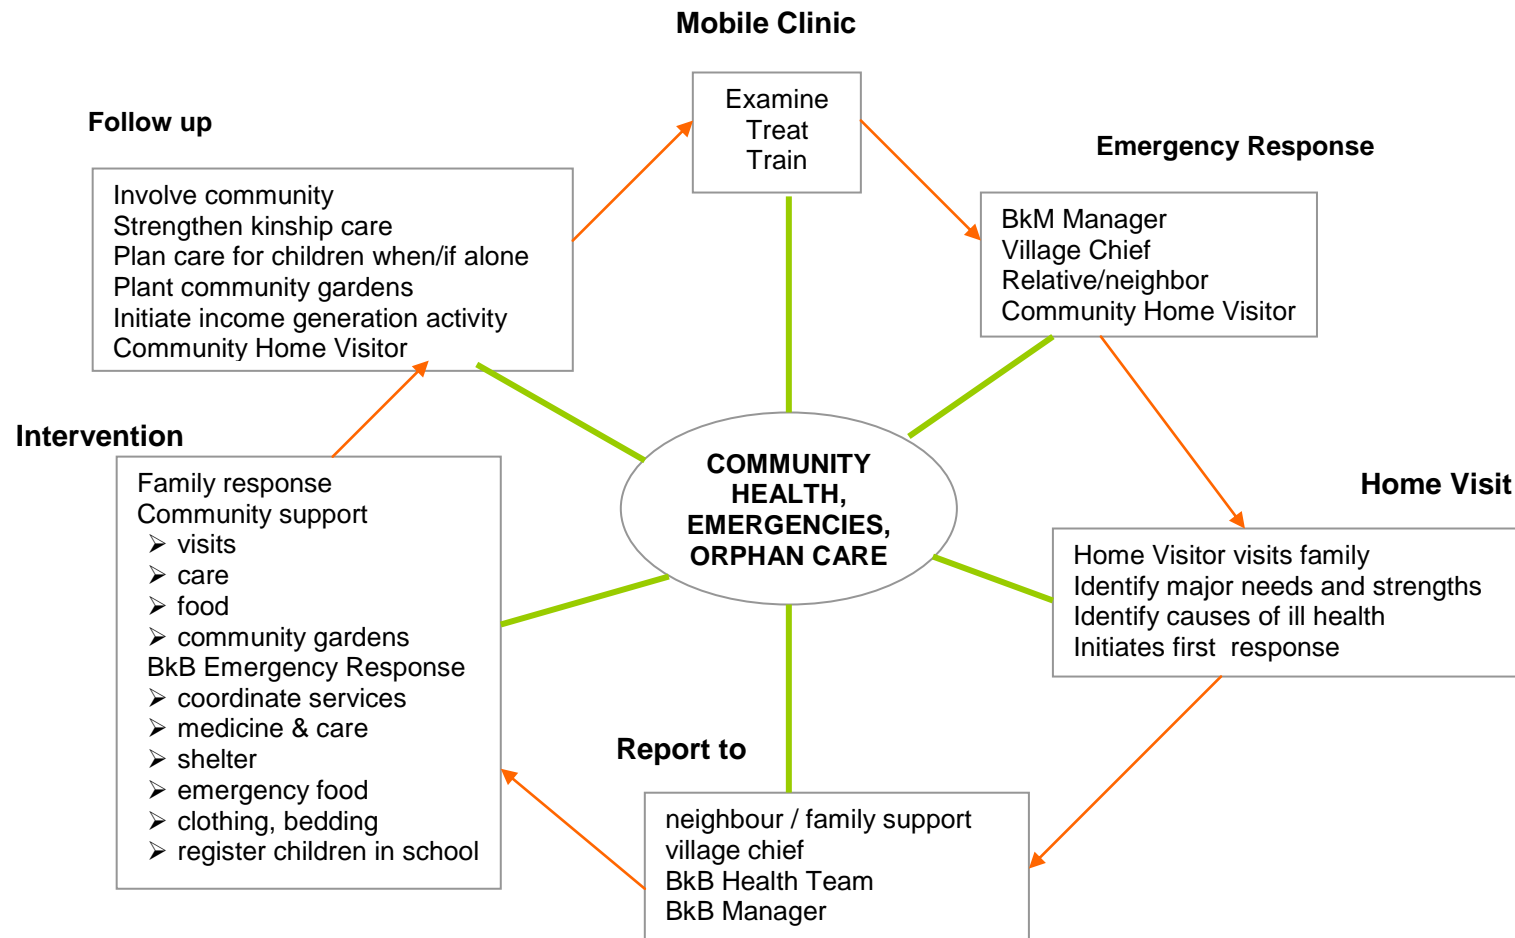 Mobile Clinic
Examine
Treat
Train
Emergency Response
BkM Manager
Village Chief
Relative/neighbor
Community Home Visitor
Home Visit
Home Visitor visits family
Identify major needs and strengths
Identify causes of ill health
Initiates first  response
Report to
neighbour / family support
village chief
BkB Health Team
BkB Manager
Intervention
Family response
Community support
➢ visits
➢ care
➢ food
➢ community gardens
BkB Emergency Response
➢ coordinate services
➢ medicine & care
➢ shelter
➢ emergency food
➢ clothing, bedding
➢ register children in school
Follow up
Involve community
Strengthen kinship care
Plan care for children when/if alone
Plant community gardens
Initiate income generation activity
Community Home Visitor
COMMUNITY
HEALTH,
EMERGENCIES,
ORPHAN CARE